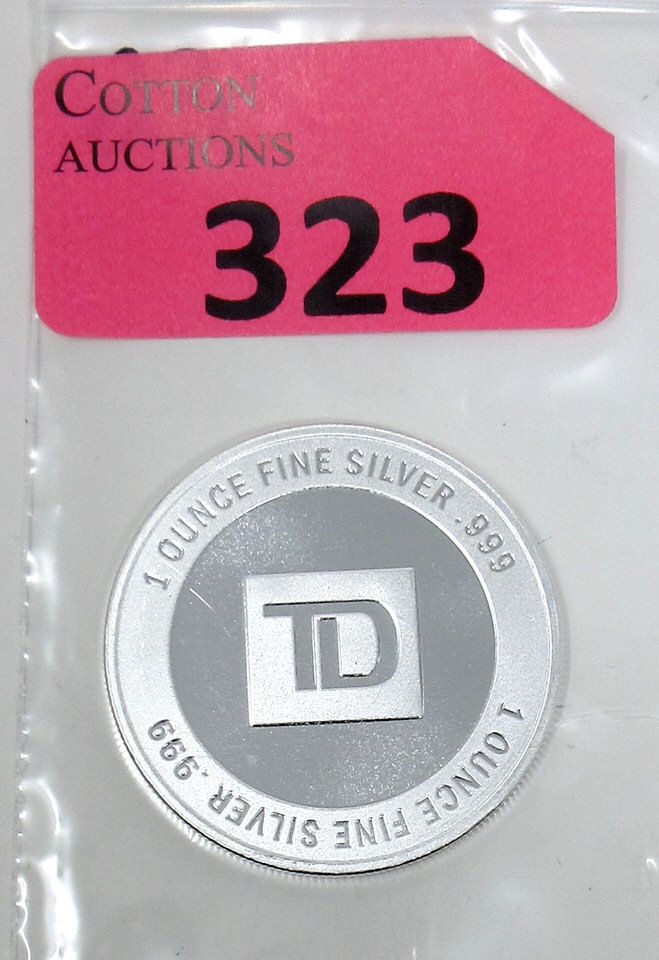 COTTON
AUCTIONS
323
1 OUNCE FINE SILVER .999
TD
1 OUNCE FINE SILVER .999